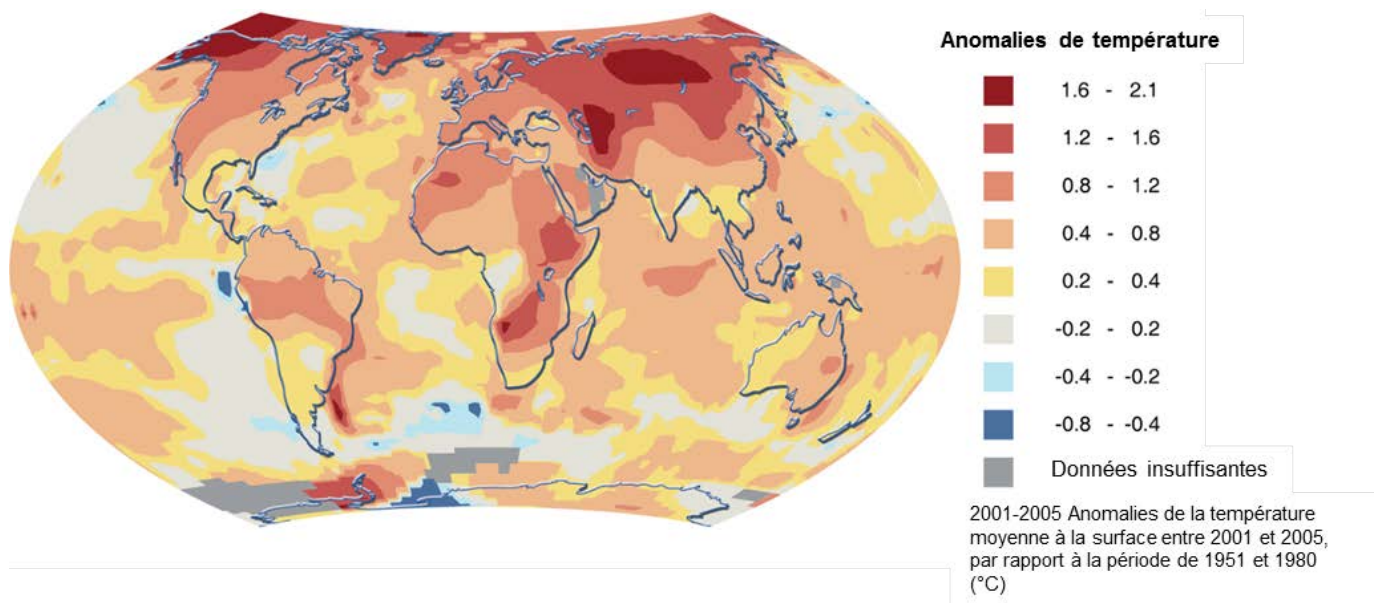 Anomalies de température
1.6 - 2.1
1.2 - 1.6
0.8 - 1.2
0.4 - 0.8
0.2 - 0.4
-0.2 - 0.2
-0.4 - -0.2
-0.8 - -0.4
Données insuffisantes
2001-2005 Anomalies de la température
moyenne à la surface entre 2001 et 2005,
par rapport à la période de 1951 et 1980
(°C)